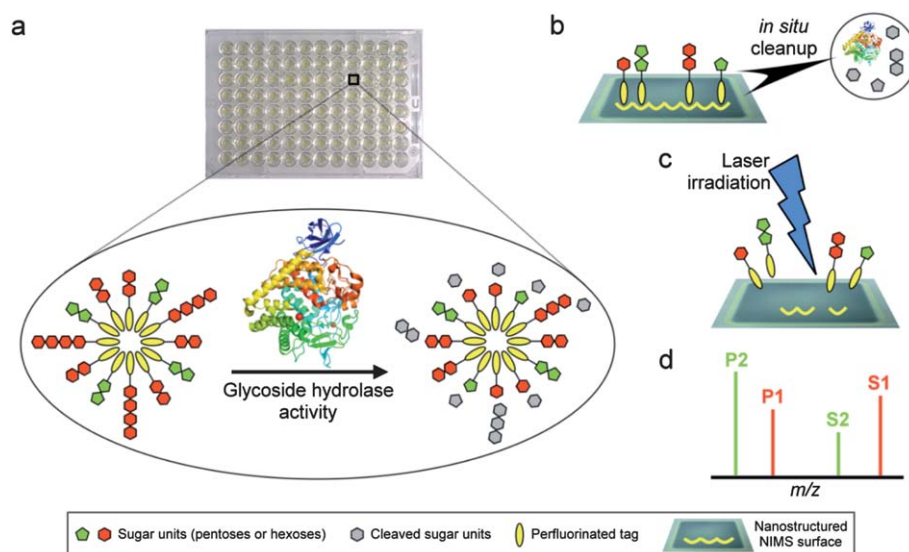 a
Glycoside hydrolase
activity
b
in situ
cleanup
c
Laser
irradiation
d
P2
P1
S2
S1
m/z
Sugar units (pentoses or hexoses)
Cleaved sugar units
Perfluorinated tag
Nanostructured
NIMS surface